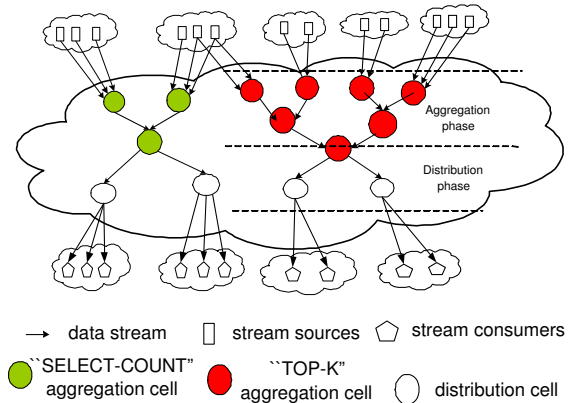 Aggregation
phase
Distribution
phase
data stream
stream sources
stream consumers
``SELECT-COUNT”
aggregation cell
``TOP-K”
aggregation cell
distribution cell